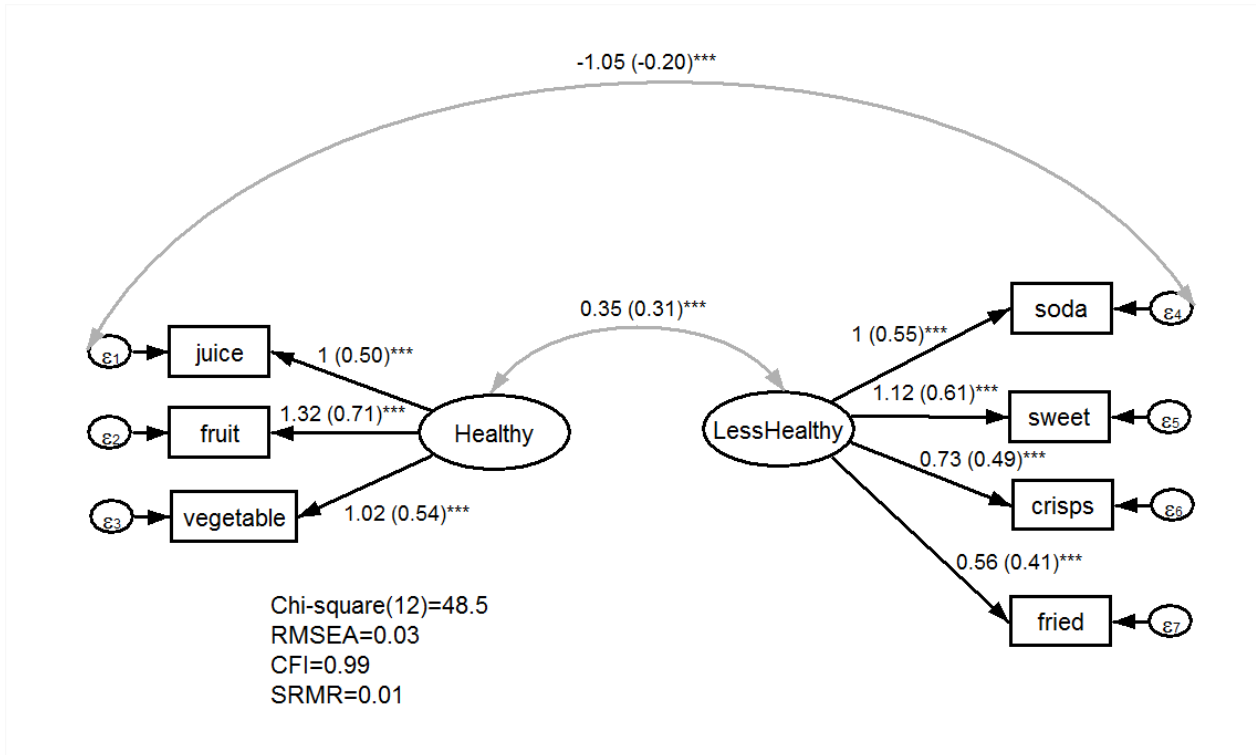 -1.05 (-0.20)***
0.35 (0.31)***
ε1
juice
1 (0.50)***
ε2
fruit
1.32 (0.71)***
Healthy
ε3
vegetable
1.02 (0.54)***
LessHealthy
1 (0.55)***
soda
ε4
1.12 (0.61)***
sweet
ε5
0.73 (0.49)***
crisps
ε6
0.56 (0.41)***
fried
ε7
Chi-square(12)=48.5
RMSEA=0.03
CFI=0.99
SRMR=0.01